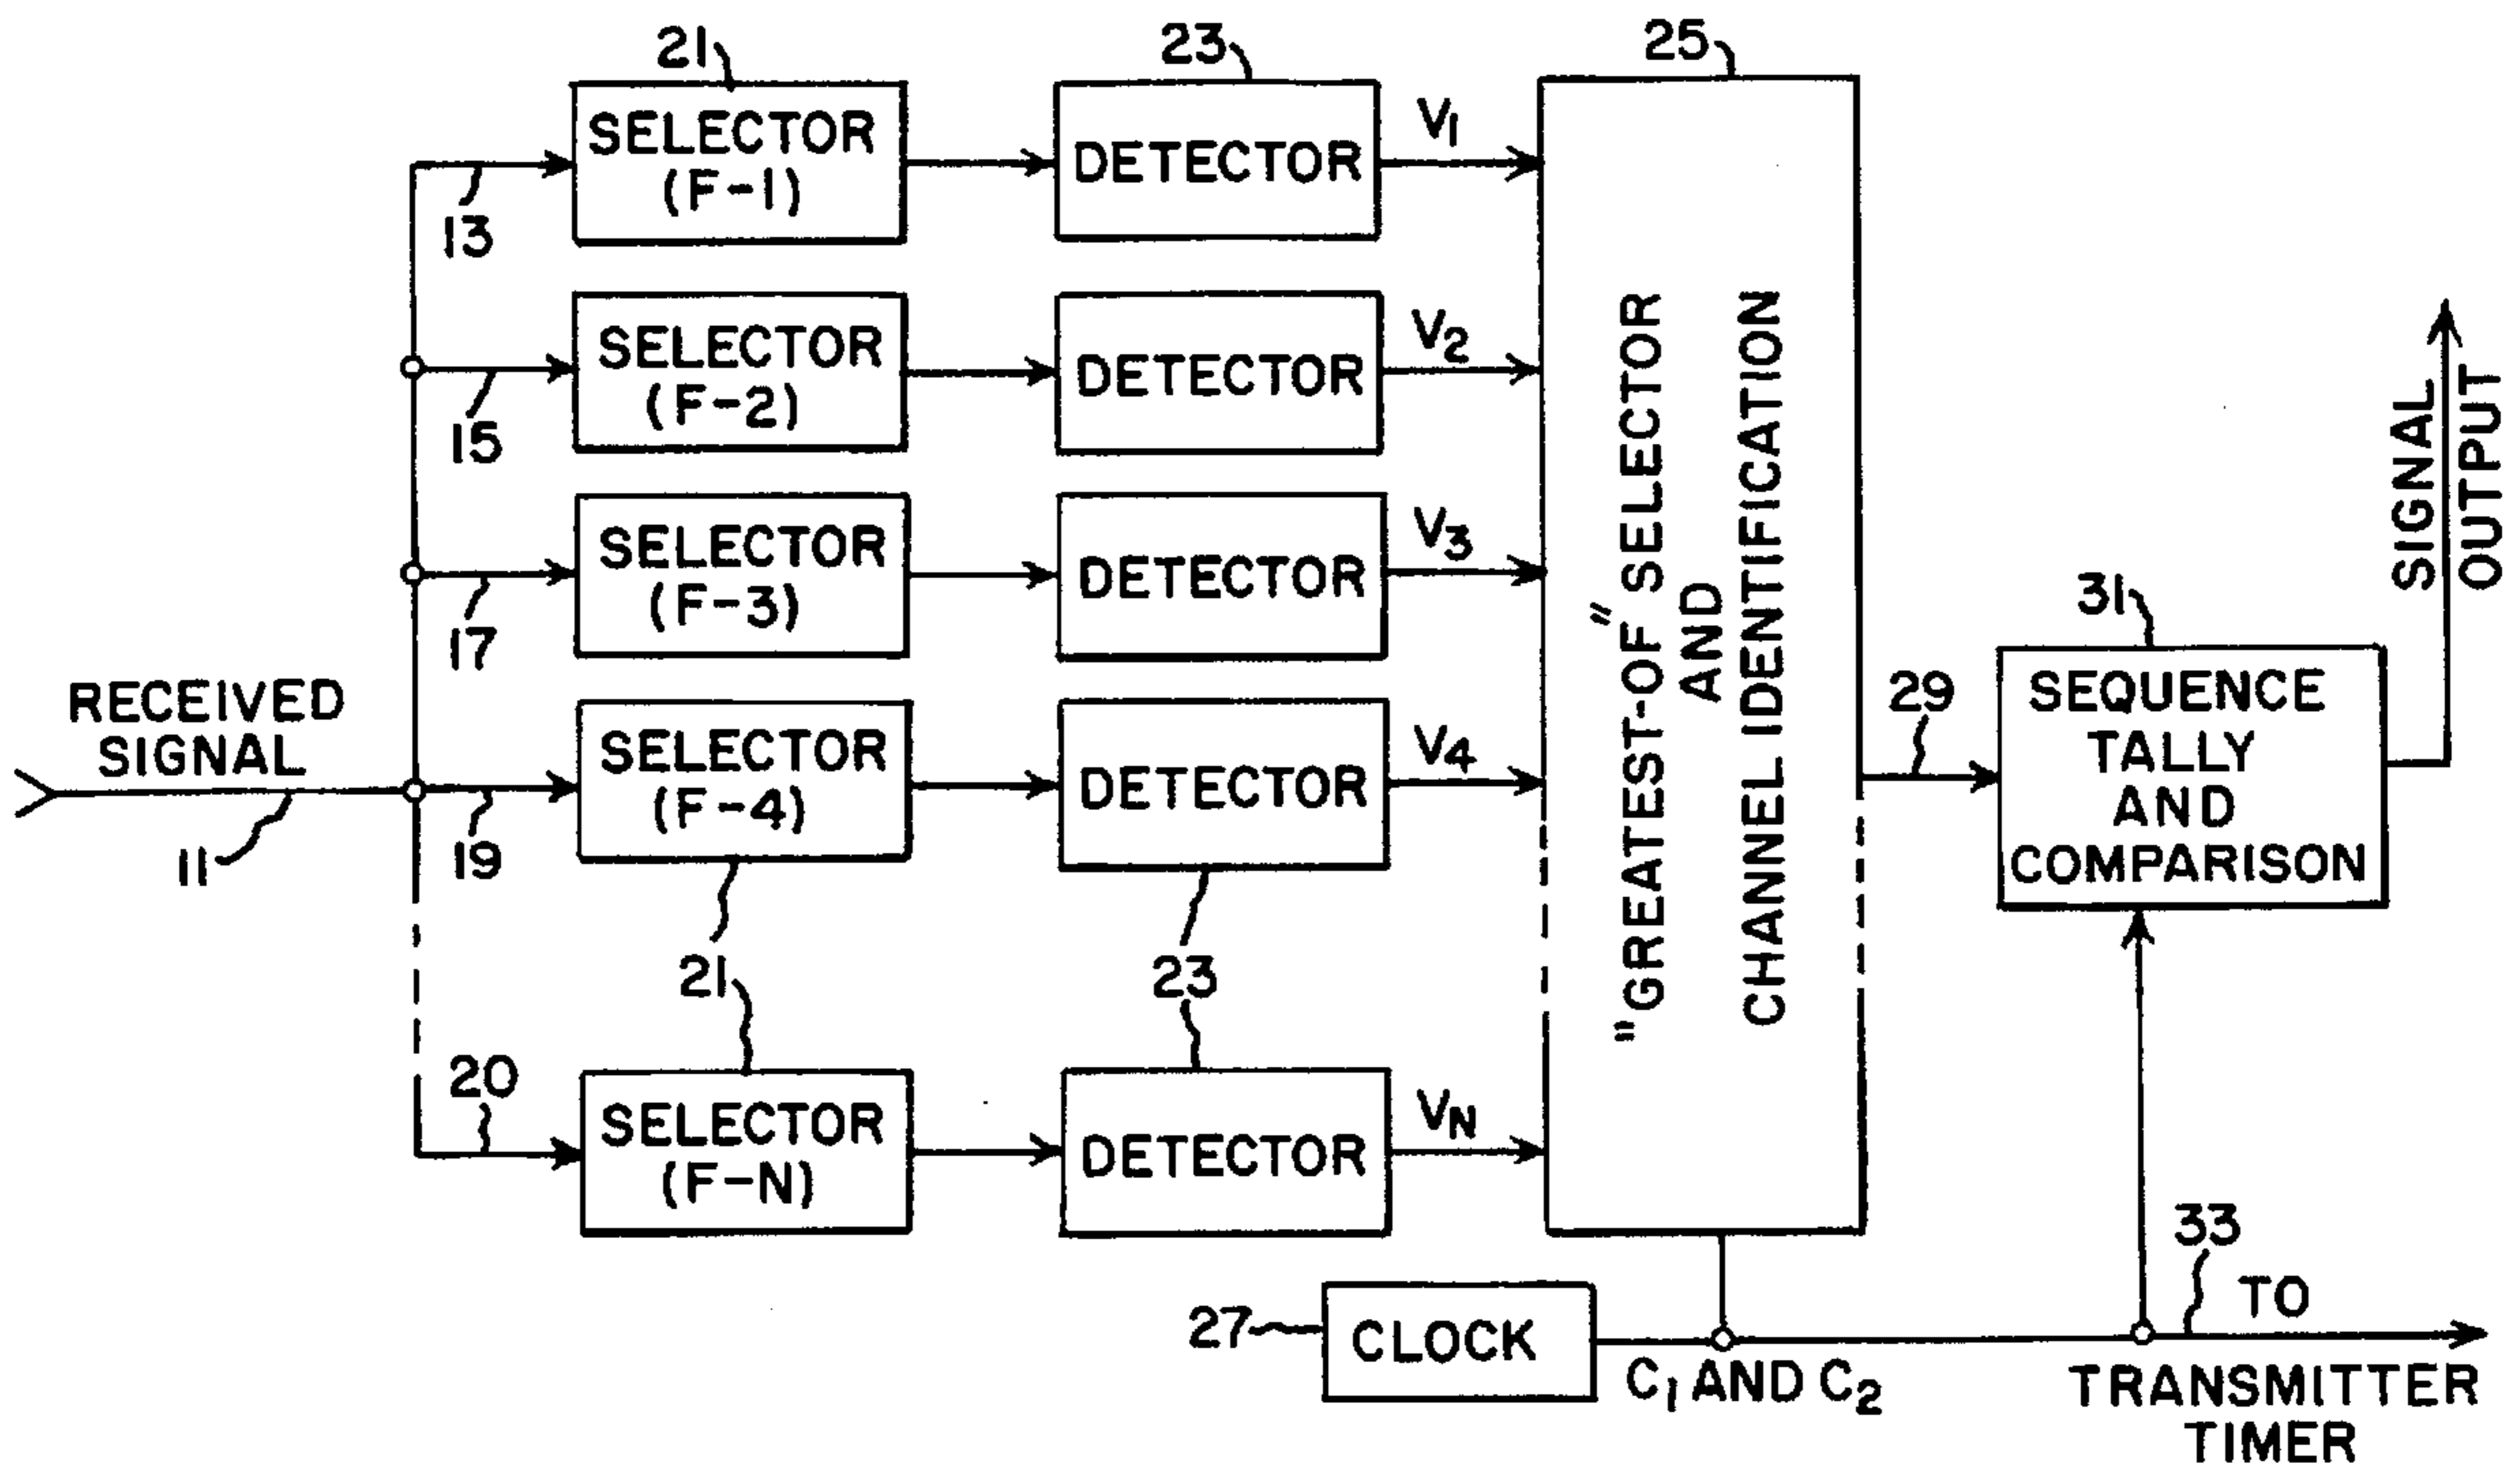 21
23
25
SELECTOR
(F-1)
DETECTOR
V1
13
SELECTOR
(F-2)
DETECTOR
V2
15
SELECTOR
(F-3)
DETECTOR
V3
17
RECEIVED
SIGNAL
11
SELECTOR
(F-4)
DETECTOR
V4
19
21
23
20
SELECTOR
(F-N)
DETECTOR
VN
"GREATEST-OF" SELECTOR
AND
CHANNEL IDENTIFICATION
29
31
SEQUENCE
TALLY
AND
COMPARISON
SIGNAL
OUTPUT
27
CLOCK
C1 AND C2
33
TO
TRANSMITTER
TIMER